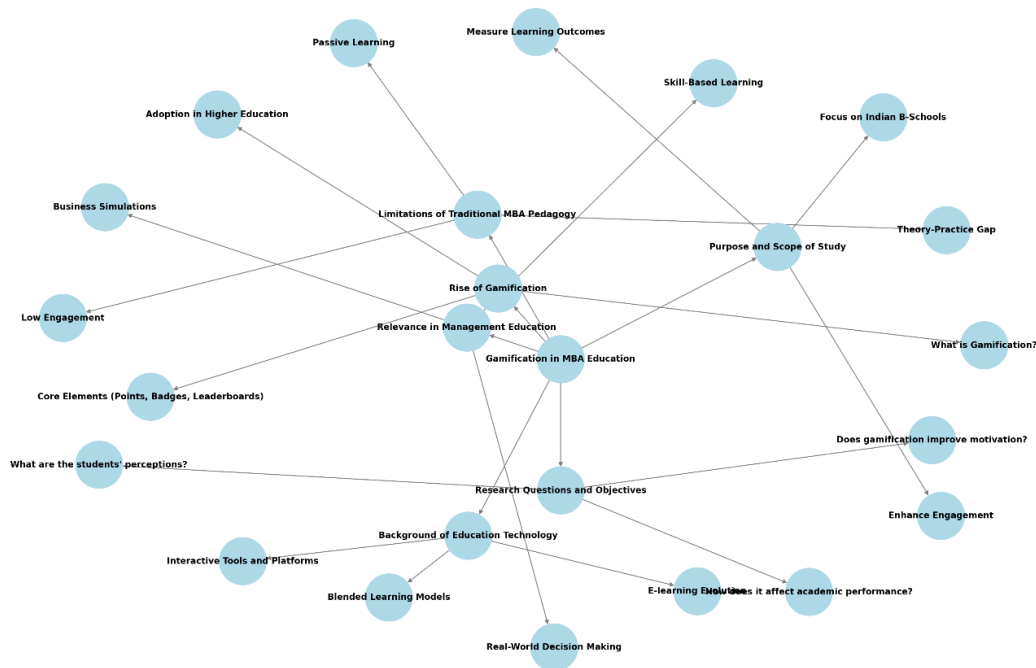 Measure Learning Outcomes
Passive Learning
Skill-Based Learning
Adoption in Higher Education
Focus on Indian B-Schools
Business Simulations
Limitations of Traditional MBA Pedagogy
Theory-Practice Gap
Purpose and Scope of Study
Rise of Gamification
Low Engagement
Relevance in Management Education
What is Gamification?
Gamification in MBA Education
Core Elements (Points, Badges, Leaderboards)
Does gamification improve motivation?
What are the students' perceptions?
Research Questions and Objectives
Enhance Engagement
Background of Education Technology
Interactive Tools and Platforms
E-learning Evolution
How does it affect academic performance?
Blended Learning Models
Real-World Decision Making